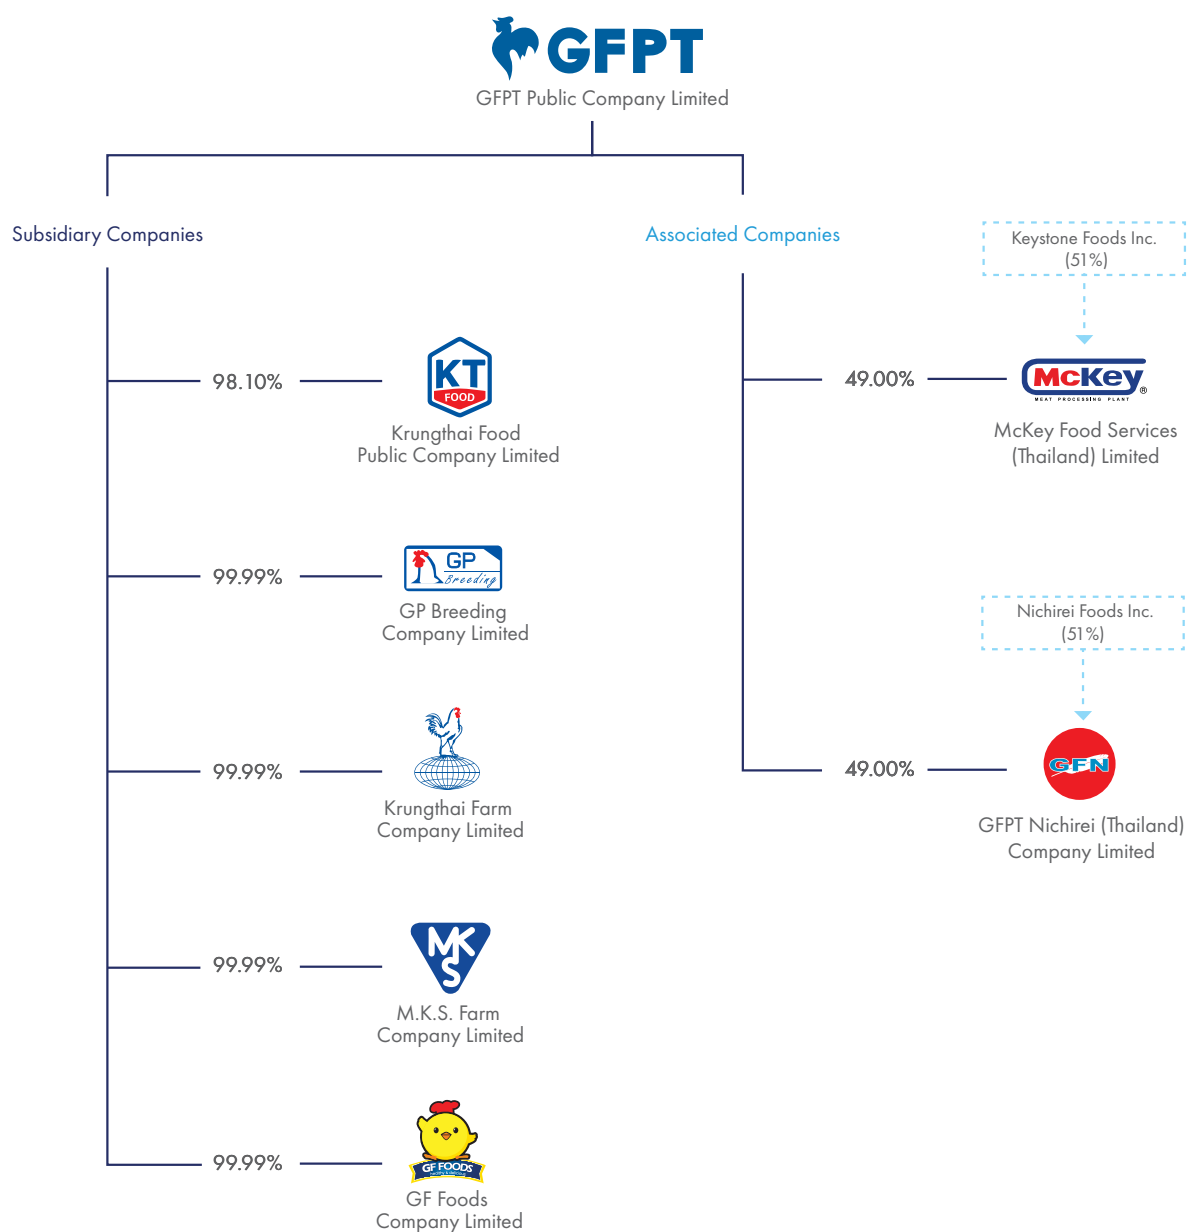 GFPT
GFPT Public Company Limited
Subsidiary Companies
98.10%
KT
FOOD
Krungthai Food
Public Company Limited
99.99%
GP
Breeding
GP Breeding
Company Limited
99.99%
Krungthai Farm
Company Limited
99.99%
MK
S
M.K.S. Farm
Company Limited
99.99%
GF FOODS
GF Foods
Company Limited
Associated Companies
Keystone Foods Inc.
(51%)
49.00%
McKey®
MEAT PROCESSING PLANT
McKey Food Services
(Thailand) Limited
Nichirei Foods Inc.
(51%)
49.00%
GFN
GFPT Nichirei (Thailand)
Company Limited